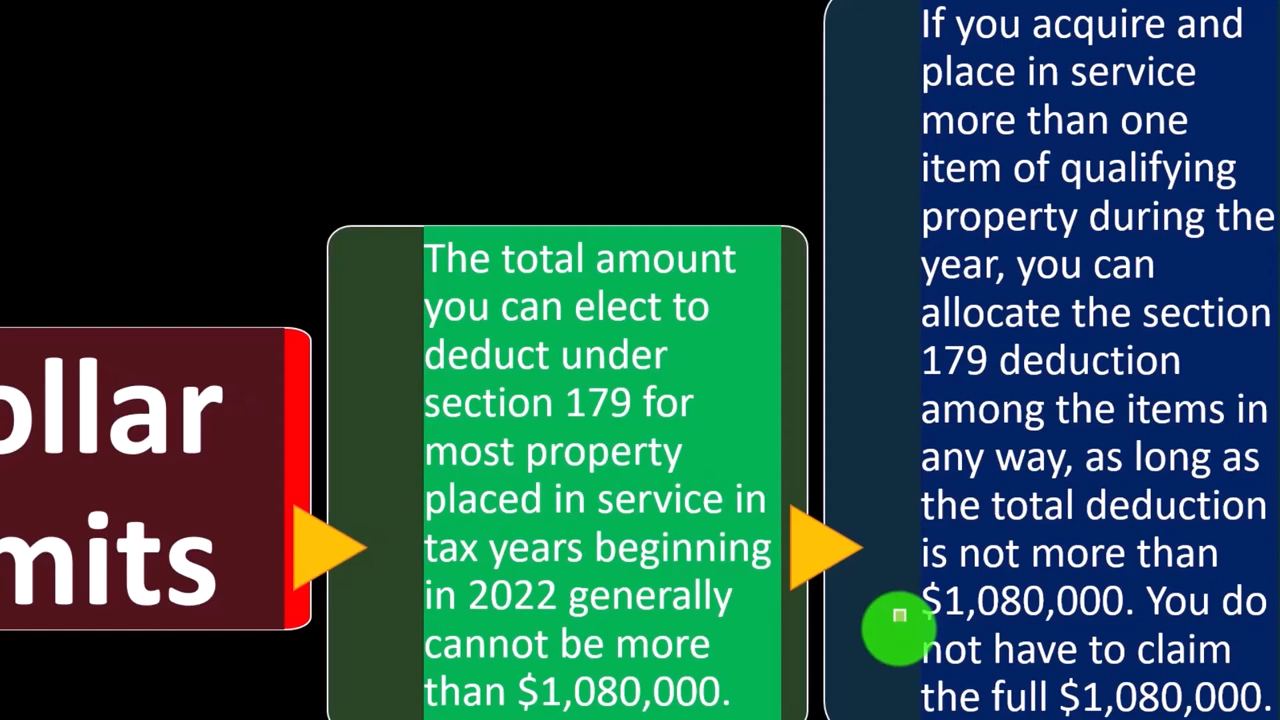 ollar
mits
The total amount
you can elect to
deduct under
section 179 for
most property
placed in service in
tax years beginning
in 2022 generally
cannot be more
than $1,080,000.
If you acquire and
place in service
more than one
item of qualifying
property during the
year, you can
allocate the section
179 deduction
among the items in
any way, as long as
the total deduction
is not more than
$1,080,000. You do
not have to claim
the full $1,080,000.